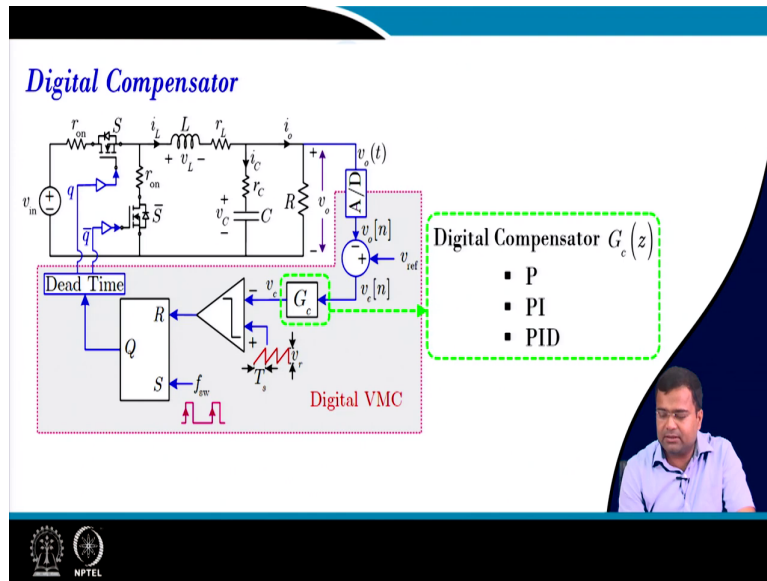 Digital Compensator
r_on S i_L L r_L i_o
+ v_L − i_C + v_o(t)
r_on r_C A/D
v_in q S̄ + v_C − C R v_o
q̄ − v_o[n]
Dead Time − + v_ref
v_c G_c v_e[n]
R −
Q + v_r
T_s
S f_sw
Digital VMC
Digital Compensator G_c(z)
▪ P
▪ PI
▪ PID
NPTEL